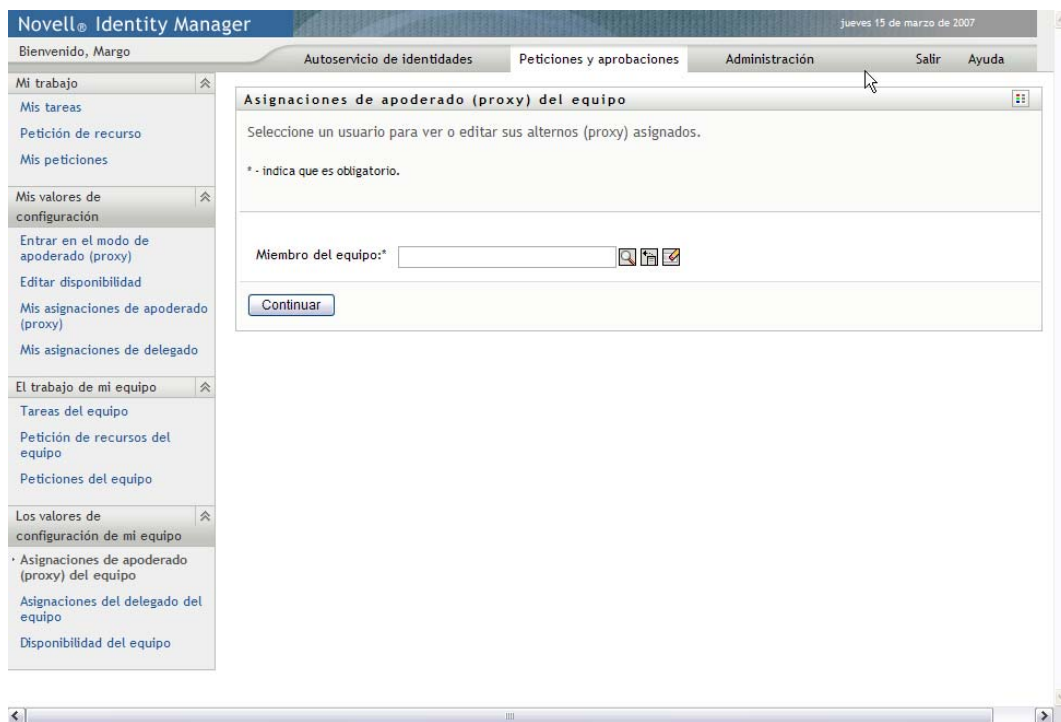 Novell® Identity Manager
jueves 15 de marzo de 2007
Bienvenido, Margo
Autoservicio de identidades
Peticiones y aprobaciones
Administración
Salir
Ayuda
Mi trabajo
Mis tareas
Petición de recurso
Mis peticiones
Mis valores de
configuración
Entrar en el modo de
apoderado (proxy)
Editar disponibilidad
Mis asignaciones de apoderado
(proxy)
Mis asignaciones de delegado
El trabajo de mi equipo
Tareas del equipo
Petición de recursos del
equipo
Peticiones del equipo
Los valores de
configuración de mi equipo
· Asignaciones de apoderado
(proxy) del equipo
Asignaciones del delegado del
equipo
Disponibilidad del equipo
Asignaciones de apoderado (proxy) del equipo
Seleccione un usuario para ver o editar sus alternos (proxy) asignados.
* - indica que es obligatorio.
Miembro del equipo:*
Continuar